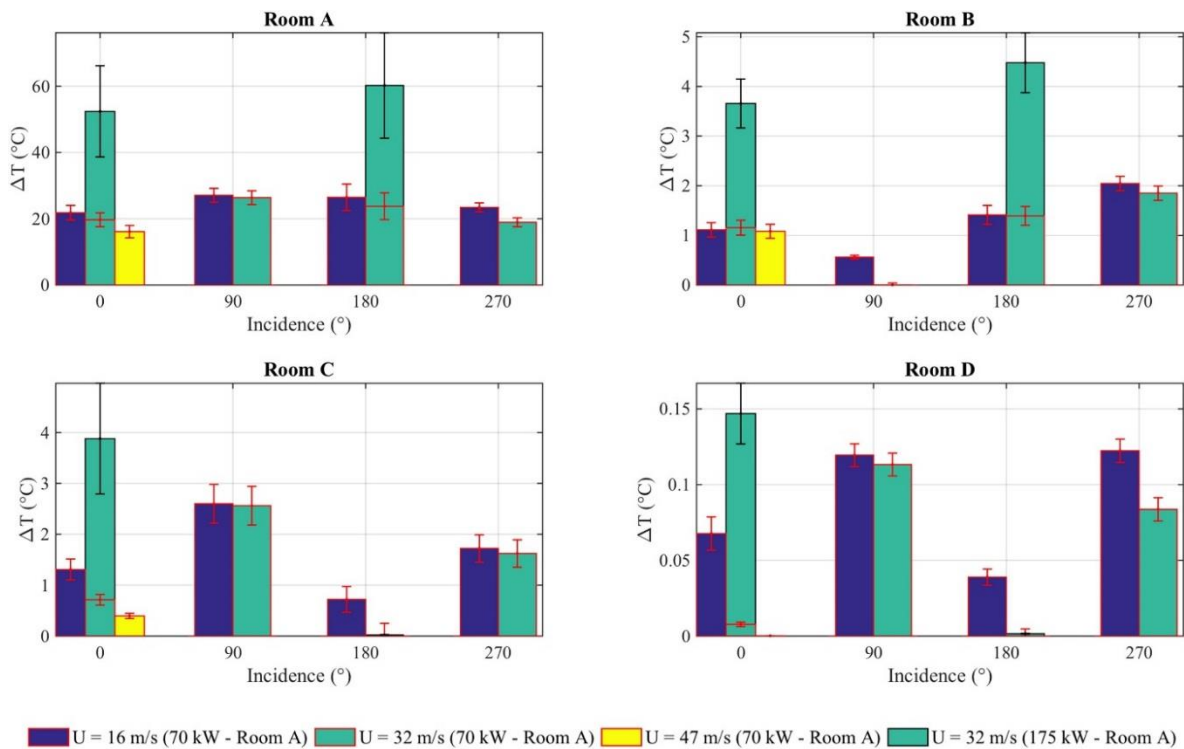 Room A
ΔT (°C)
60
40
20
0
0 90 180 270
Incidence (°)
Room B
ΔT (°C)
5
4
3
2
1
0
0 90 180 270
Incidence (°)
Room C
ΔT (°C)
4
3
2
1
0
0 90 180 270
Incidence (°)
Room D
ΔT (°C)
0.15
0.1
0.05
0
0 90 180 270
Incidence (°)
U = 16 m/s (70 kW - Room A) U = 32 m/s (70 kW - Room A) U = 47 m/s (70 kW - Room A) U = 32 m/s (175 kW - Room A)